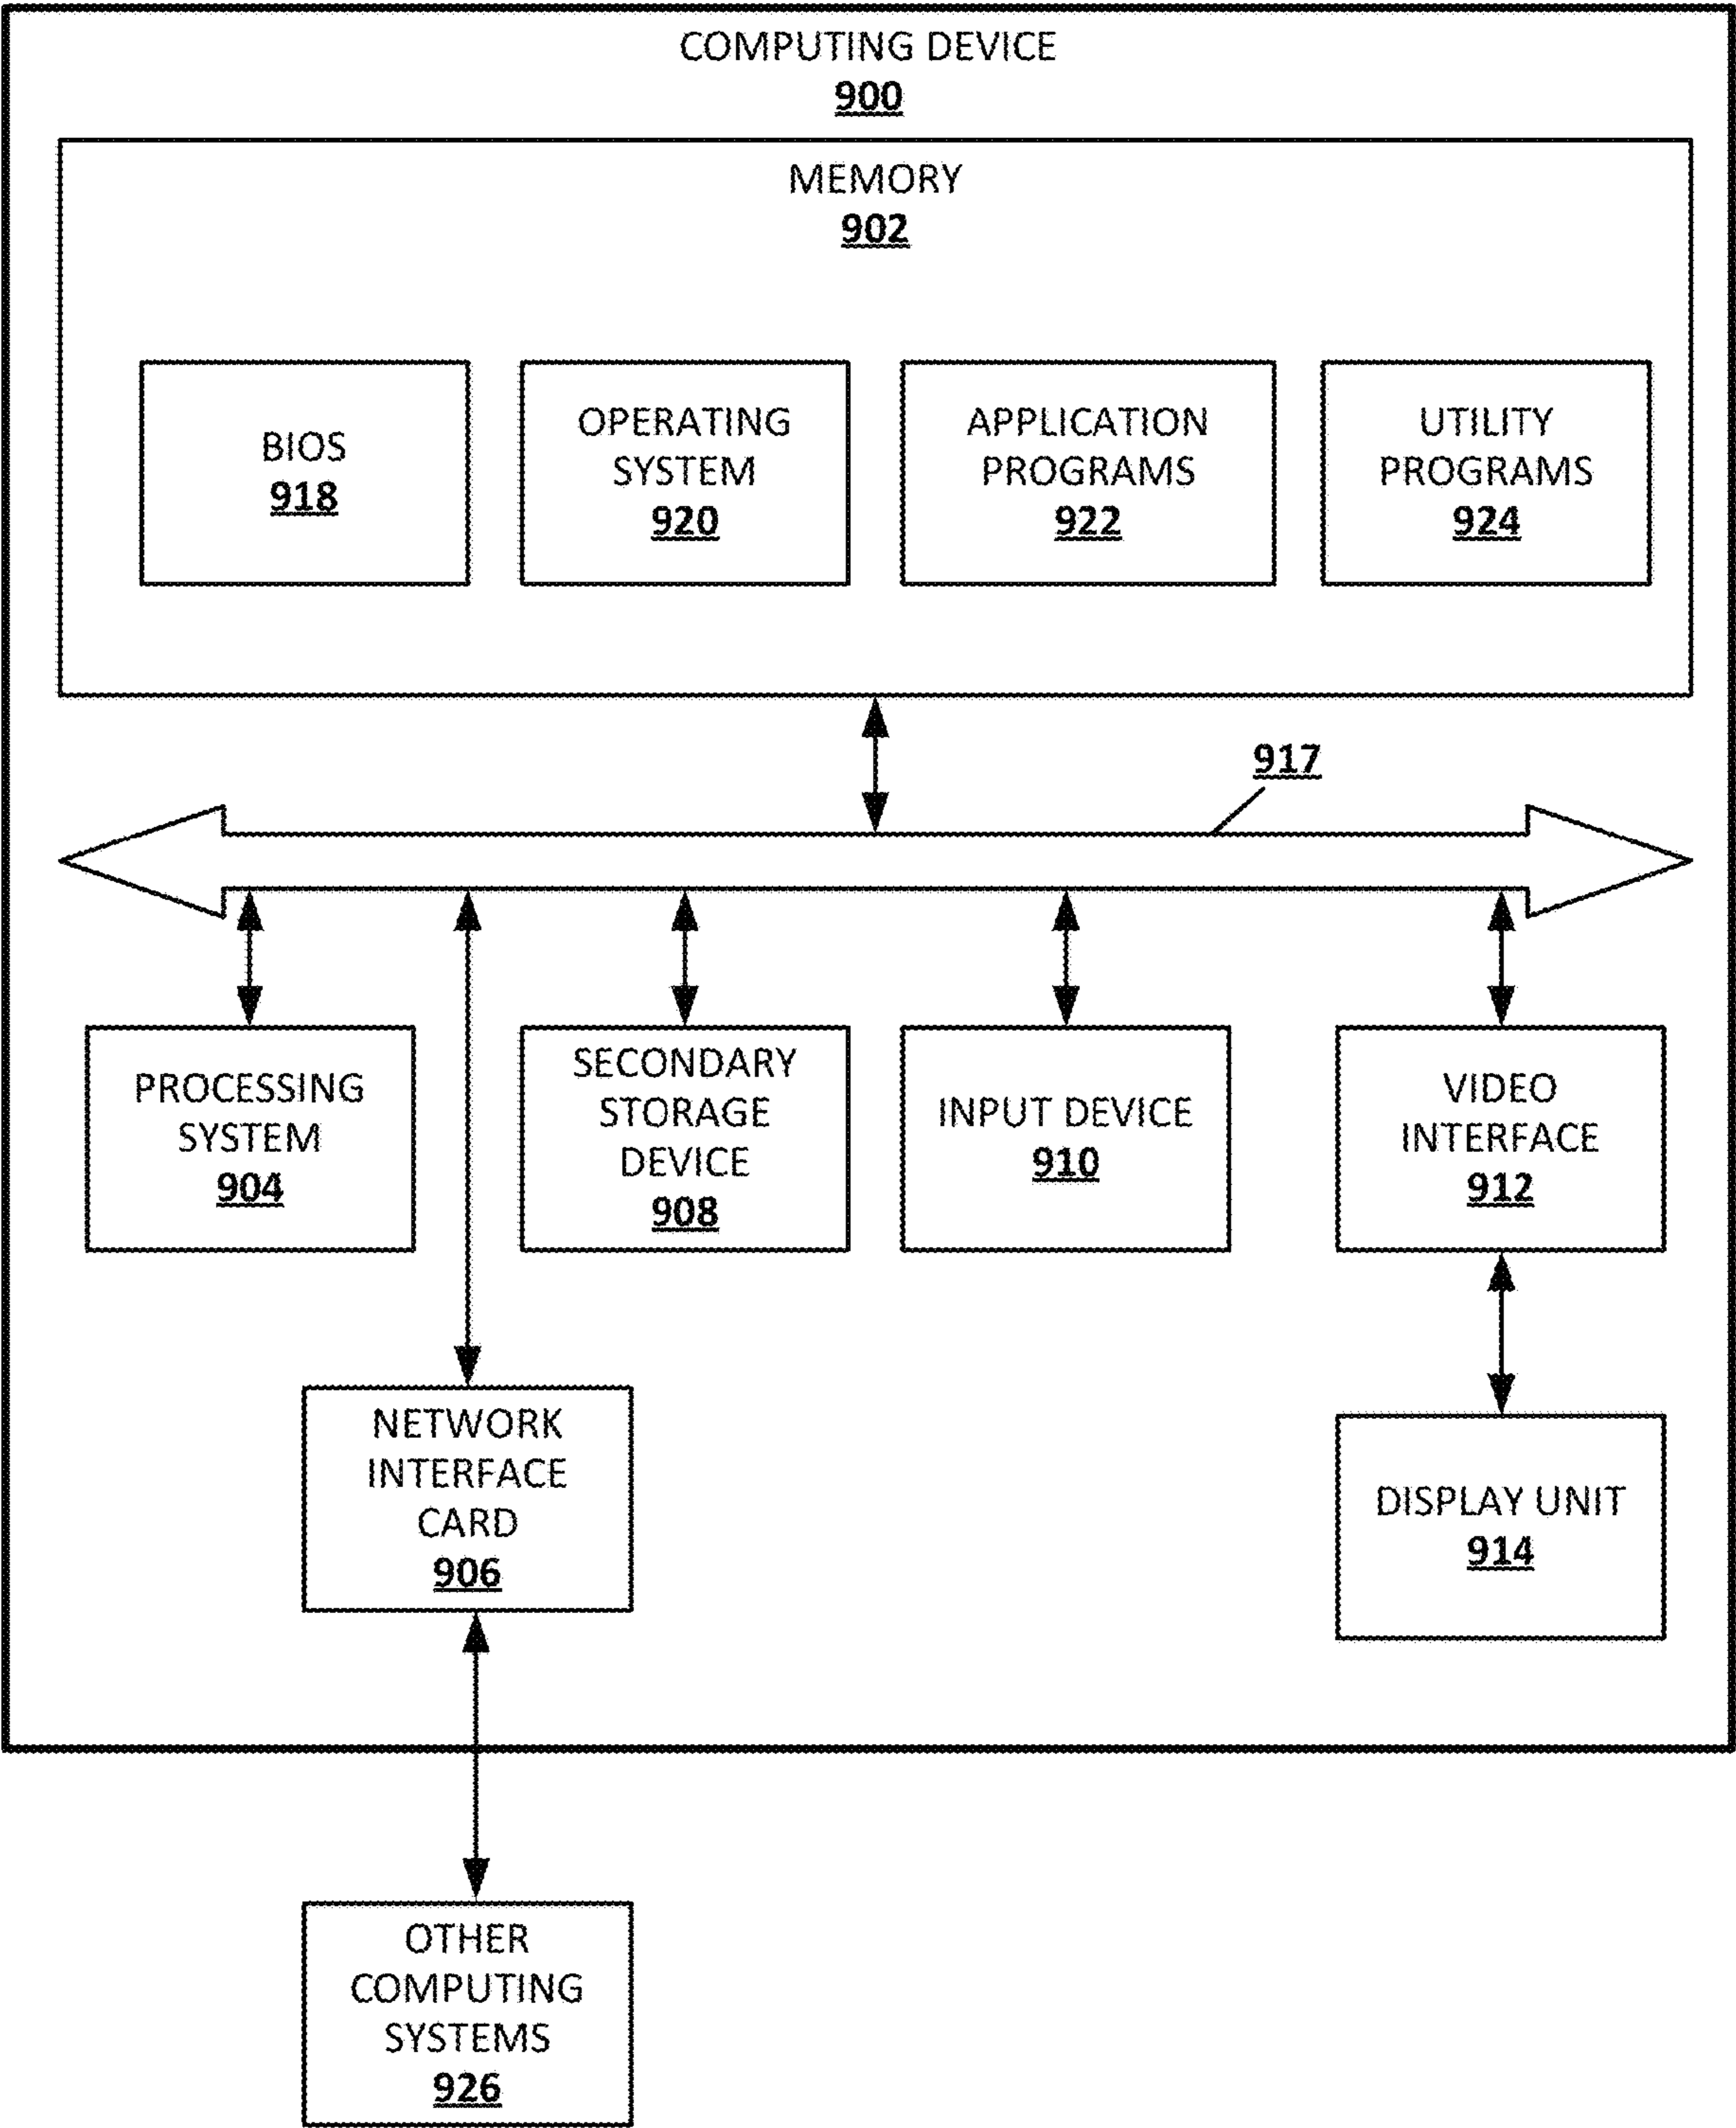 COMPUTING DEVICE
900
MEMORY
902
BIOS
918
OPERATING
SYSTEM
920
APPLICATION
PROGRAMS
922
UTILITY
PROGRAMS
924
917
PROCESSING
SYSTEM
904
SECONDARY
STORAGE
DEVICE
908
INPUT DEVICE
910
VIDEO
INTERFACE
912
NETWORK
INTERFACE
CARD
906
DISPLAY UNIT
914
OTHER
COMPUTING
SYSTEMS
926